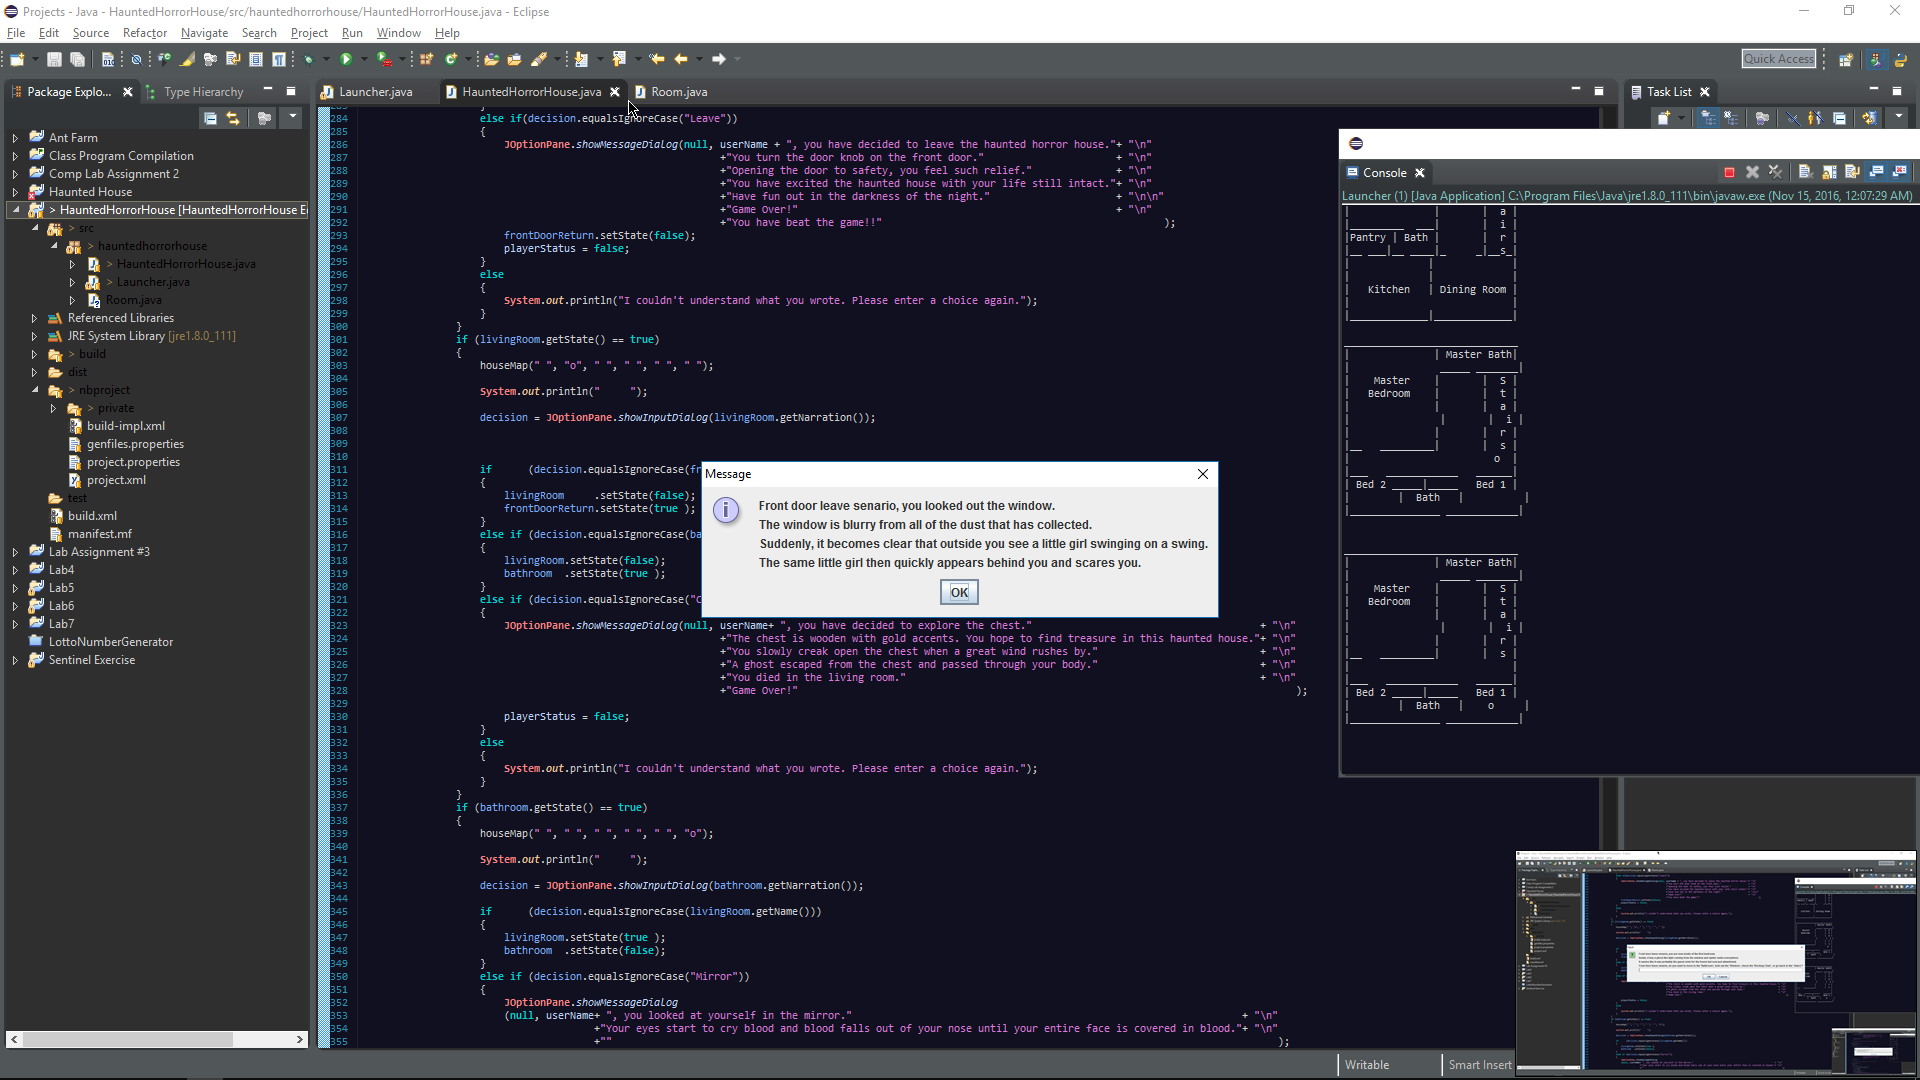 Projects - Java - HauntedHorrorHouse/src/hauntedhorrorhouse/HauntedHorrorHouse.java - Eclipse
File Edit Source Refactor Navigate Search Project Run Window Help
Quick Access
Package Explo...
Type Hierarchy
Launcher.java
HauntedHorrorHouse.java
Room.java
Task List
Ant Farm
Class Program Compilation
Comp Lab Assignment 2
Haunted House
> HauntedHorrorHouse [HauntedHorrorHouse E
> src
> hauntedhorrorhouse
> HauntedHorrorHouse.java
> Launcher.java
Room.java
Referenced Libraries
JRE System Library [jre1.8.0_111]
> build
dist
> nbproject
> private
build-impl.xml
genfiles.properties
project.properties
project.xml
test
build.xml
manifest.mf
Lab Assignment #3
Lab4
Lab5
Lab6
Lab7
LottoNumberGenerator
Sentinel Exercise
283 }
284 else if(decision.equalsIgnoreCase("Leave"))
285 {
286 JOptionPane.showMessageDialog(null, userName + ", you have decided to leave the haunted horror house."+ "\n"
287 +"You turn the door knob on the front door." + "\n"
288 +"Opening the door to safety, you feel such relief." + "\n"
289 +"You have excited the haunted house with your life still intact."+ "\n"
290 +"Have fun out in the darkness of the night." + "\n\n"
291 +"Game Over!" + "\n"
292 +"You have beat the game!!" );
293 frontDoorReturn.setState(false);
294 playerStatus = false;
295 }
296 else
297 {
298 System.out.println("I couldn't understand what you wrote. Please enter a choice again.");
299 }
300 }
301 if (livingRoom.getState() == true)
302 {
303 houseMap(" ", "o", " ", " ", " ", " ");
304
305 System.out.println("     ");
306
307 decision = JOptionPane.showInputDialog(livingRoom.getNarration());
308
309
310
311 if (decision.equalsIgnoreCase(fr
312 {
313 livingRoom .setState(false);
314 frontDoorReturn.setState(true );
315 }
316 else if (decision.equalsIgnoreCase(ba
317 {
318 livingRoom.setState(false);
319 bathroom .setState(true );
320 }
321 else if (decision.equalsIgnoreCase("C
322 {
323 JOptionPane.showMessageDialog(null, userName+ ", you have decided to explore the chest." + "\n"
324 +"The chest is wooden with gold accents. You hope to find treasure in this haunted house."+ "\n"
325 +"You slowly creak open the chest when a great wind rushes by." + "\n"
326 +"A ghost escaped from the chest and passed through your body." + "\n"
327 +"You died in the living room." + "\n"
328 +"Game Over!" );
329
330 playerStatus = false;
331 }
332 else
333 {
334 System.out.println("I couldn't understand what you wrote. Please enter a choice again.");
335 }
336 }
337 if (bathroom.getState() == true)
338 {
339 houseMap(" ", " ", " ", " ", " ", "o");
340
341 System.out.println("     ");
342
343 decision = JOptionPane.showInputDialog(bathroom.getNarration());
344
345 if (decision.equalsIgnoreCase(livingRoom.getName()))
346 {
347 livingRoom.setState(true );
348 bathroom .setState(false);
349 }
350 else if (decision.equalsIgnoreCase("Mirror"))
351 {
352 JOptionPane.showMessageDialog
353 (null, userName+ ", you looked at yourself in the mirror." + "\n"
354 +"Your eyes start to cry blood and blood falls out of your nose until your entire face is covered in blood."+ "\n"
355 +"" );
Message
Front door leave senario, you looked out the window.
The window is blurry from all of the dust that has collected.
Suddenly, it becomes clear that outside you see a little girl swinging on a swing.
The same little girl then quickly appears behind you and scares you.
OK
Console
Launcher (1) [Java Application] C:\Program Files\Java\jre1.8.0_111\bin\javaw.exe (Nov 15, 2016, 12:07:29 AM)
a
i
Pantry | Bath | r
s
Kitchen | Dining Room
Master Bath
S
Master t
Bedroom a
i
r
s
o
Bed 2 Bed 1
Bath
Master Bath
S
Master
Bedroom t
a
i
r
s
Bed 2 Bed 1
Bath o
Writable
Smart Insert